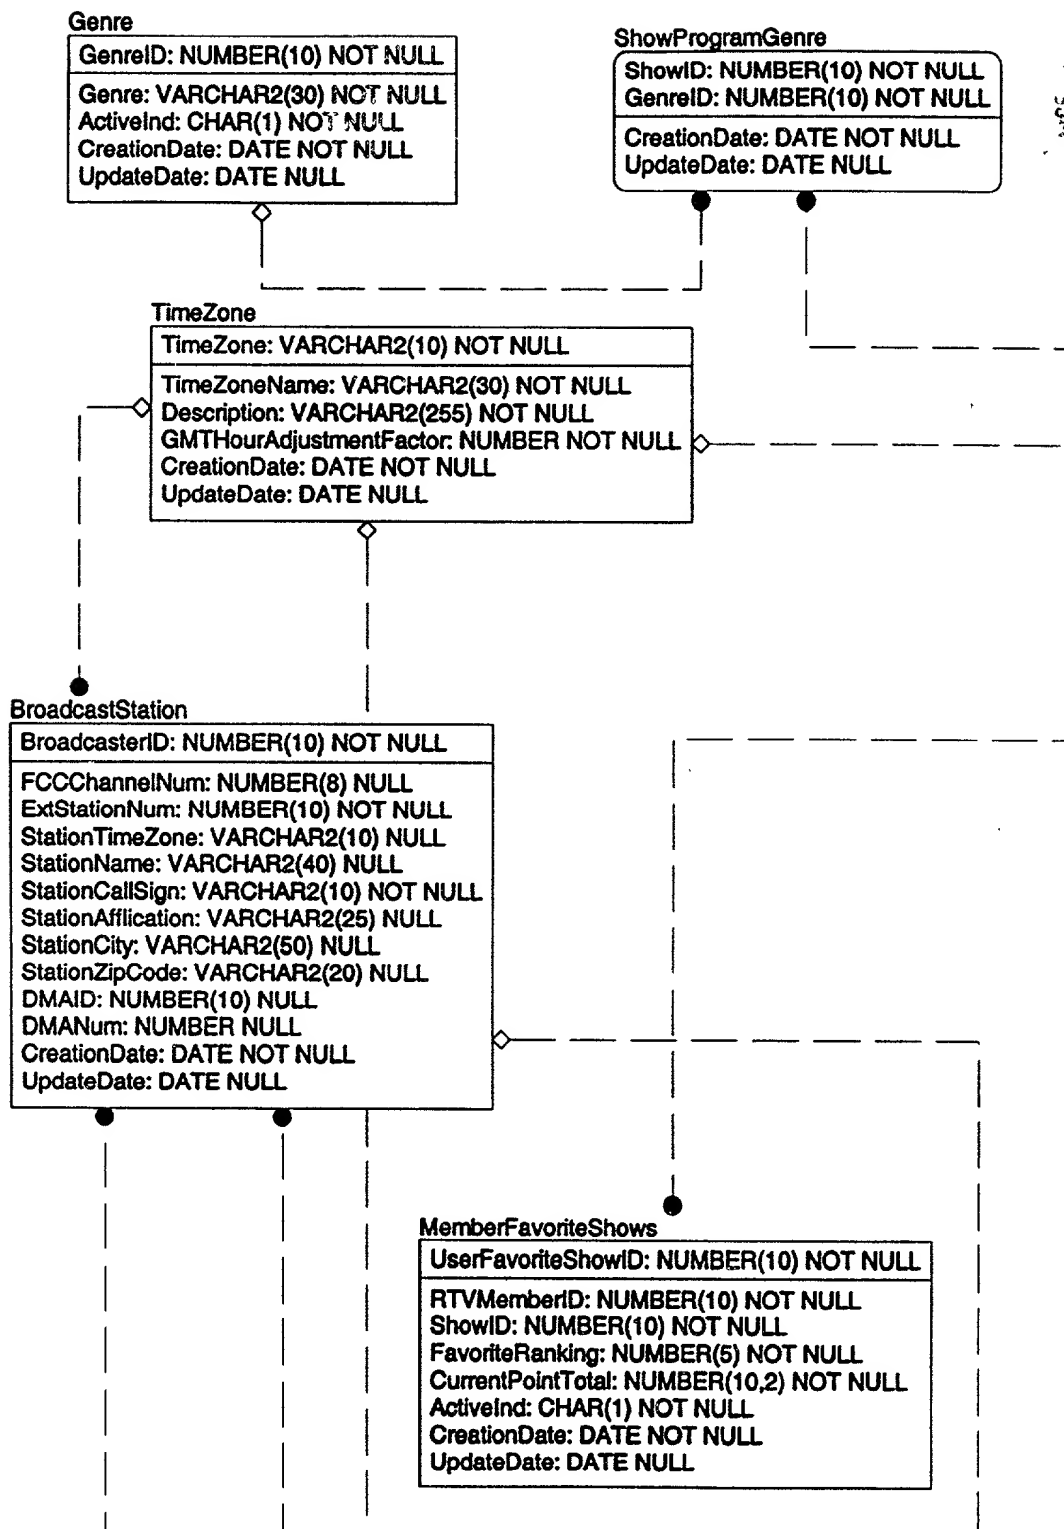 Genre
GenreID: NUMBER(10) NOT NULL
Genre: VARCHAR2(30) NOT NULL
ActiveInd: CHAR(1) NOT NULL
CreationDate: DATE NOT NULL
UpdateDate: DATE NULL
ShowProgramGenre
ShowID: NUMBER(10) NOT NULL
GenreID: NUMBER(10) NOT NULL
CreationDate: DATE NOT NULL
UpdateDate: DATE NULL
TimeZone
TimeZone: VARCHAR2(10) NOT NULL
TimeZoneName: VARCHAR2(30) NOT NULL
Description: VARCHAR2(255) NOT NULL
GMTHourAdjustmentFactor: NUMBER NOT NULL
CreationDate: DATE NOT NULL
UpdateDate: DATE NULL
BroadcastStation
BroadcasterID: NUMBER(10) NOT NULL
FCCChannelNum: NUMBER(8) NULL
ExtStationNum: NUMBER(10) NOT NULL
StationTimeZone: VARCHAR2(10) NULL
StationName: VARCHAR2(40) NULL
StationCallSign: VARCHAR2(10) NOT NULL
StationAfflication: VARCHAR2(25) NULL
StationCity: VARCHAR2(50) NULL
StationZipCode: VARCHAR2(20) NULL
DMAID: NUMBER(10) NULL
DMANum: NUMBER NULL
CreationDate: DATE NOT NULL
UpdateDate: DATE NULL
MemberFavoriteShows
UserFavoriteShowID: NUMBER(10) NOT NULL
RTVMemberID: NUMBER(10) NOT NULL
ShowID: NUMBER(10) NOT NULL
FavoriteRanking: NUMBER(5) NOT NULL
CurrentPointTotal: NUMBER(10,2) NOT NULL
ActiveInd: CHAR(1) NOT NULL
CreationDate: DATE NOT NULL
UpdateDate: DATE NULL